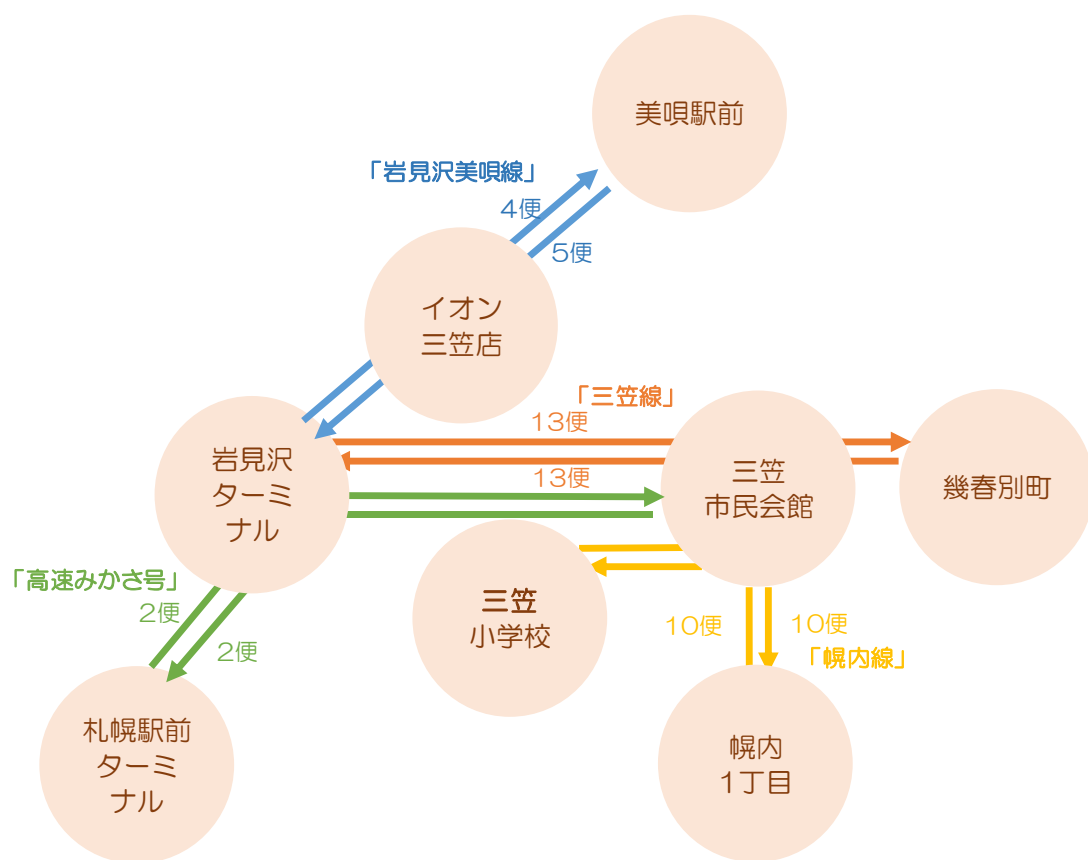 美唄駅前
「岩見沢美唄線」
4便
5便
イオン
三笠店
「三笠線」
13便
13便
岩見沢
ターミ
ナル
三笠
市民会館
幾春別町
「高速みかさ号」
2便
2便
三笠
小学校
10便
10便
「幌内線」
札幌駅前
ターミ
ナル
幌内
1丁目